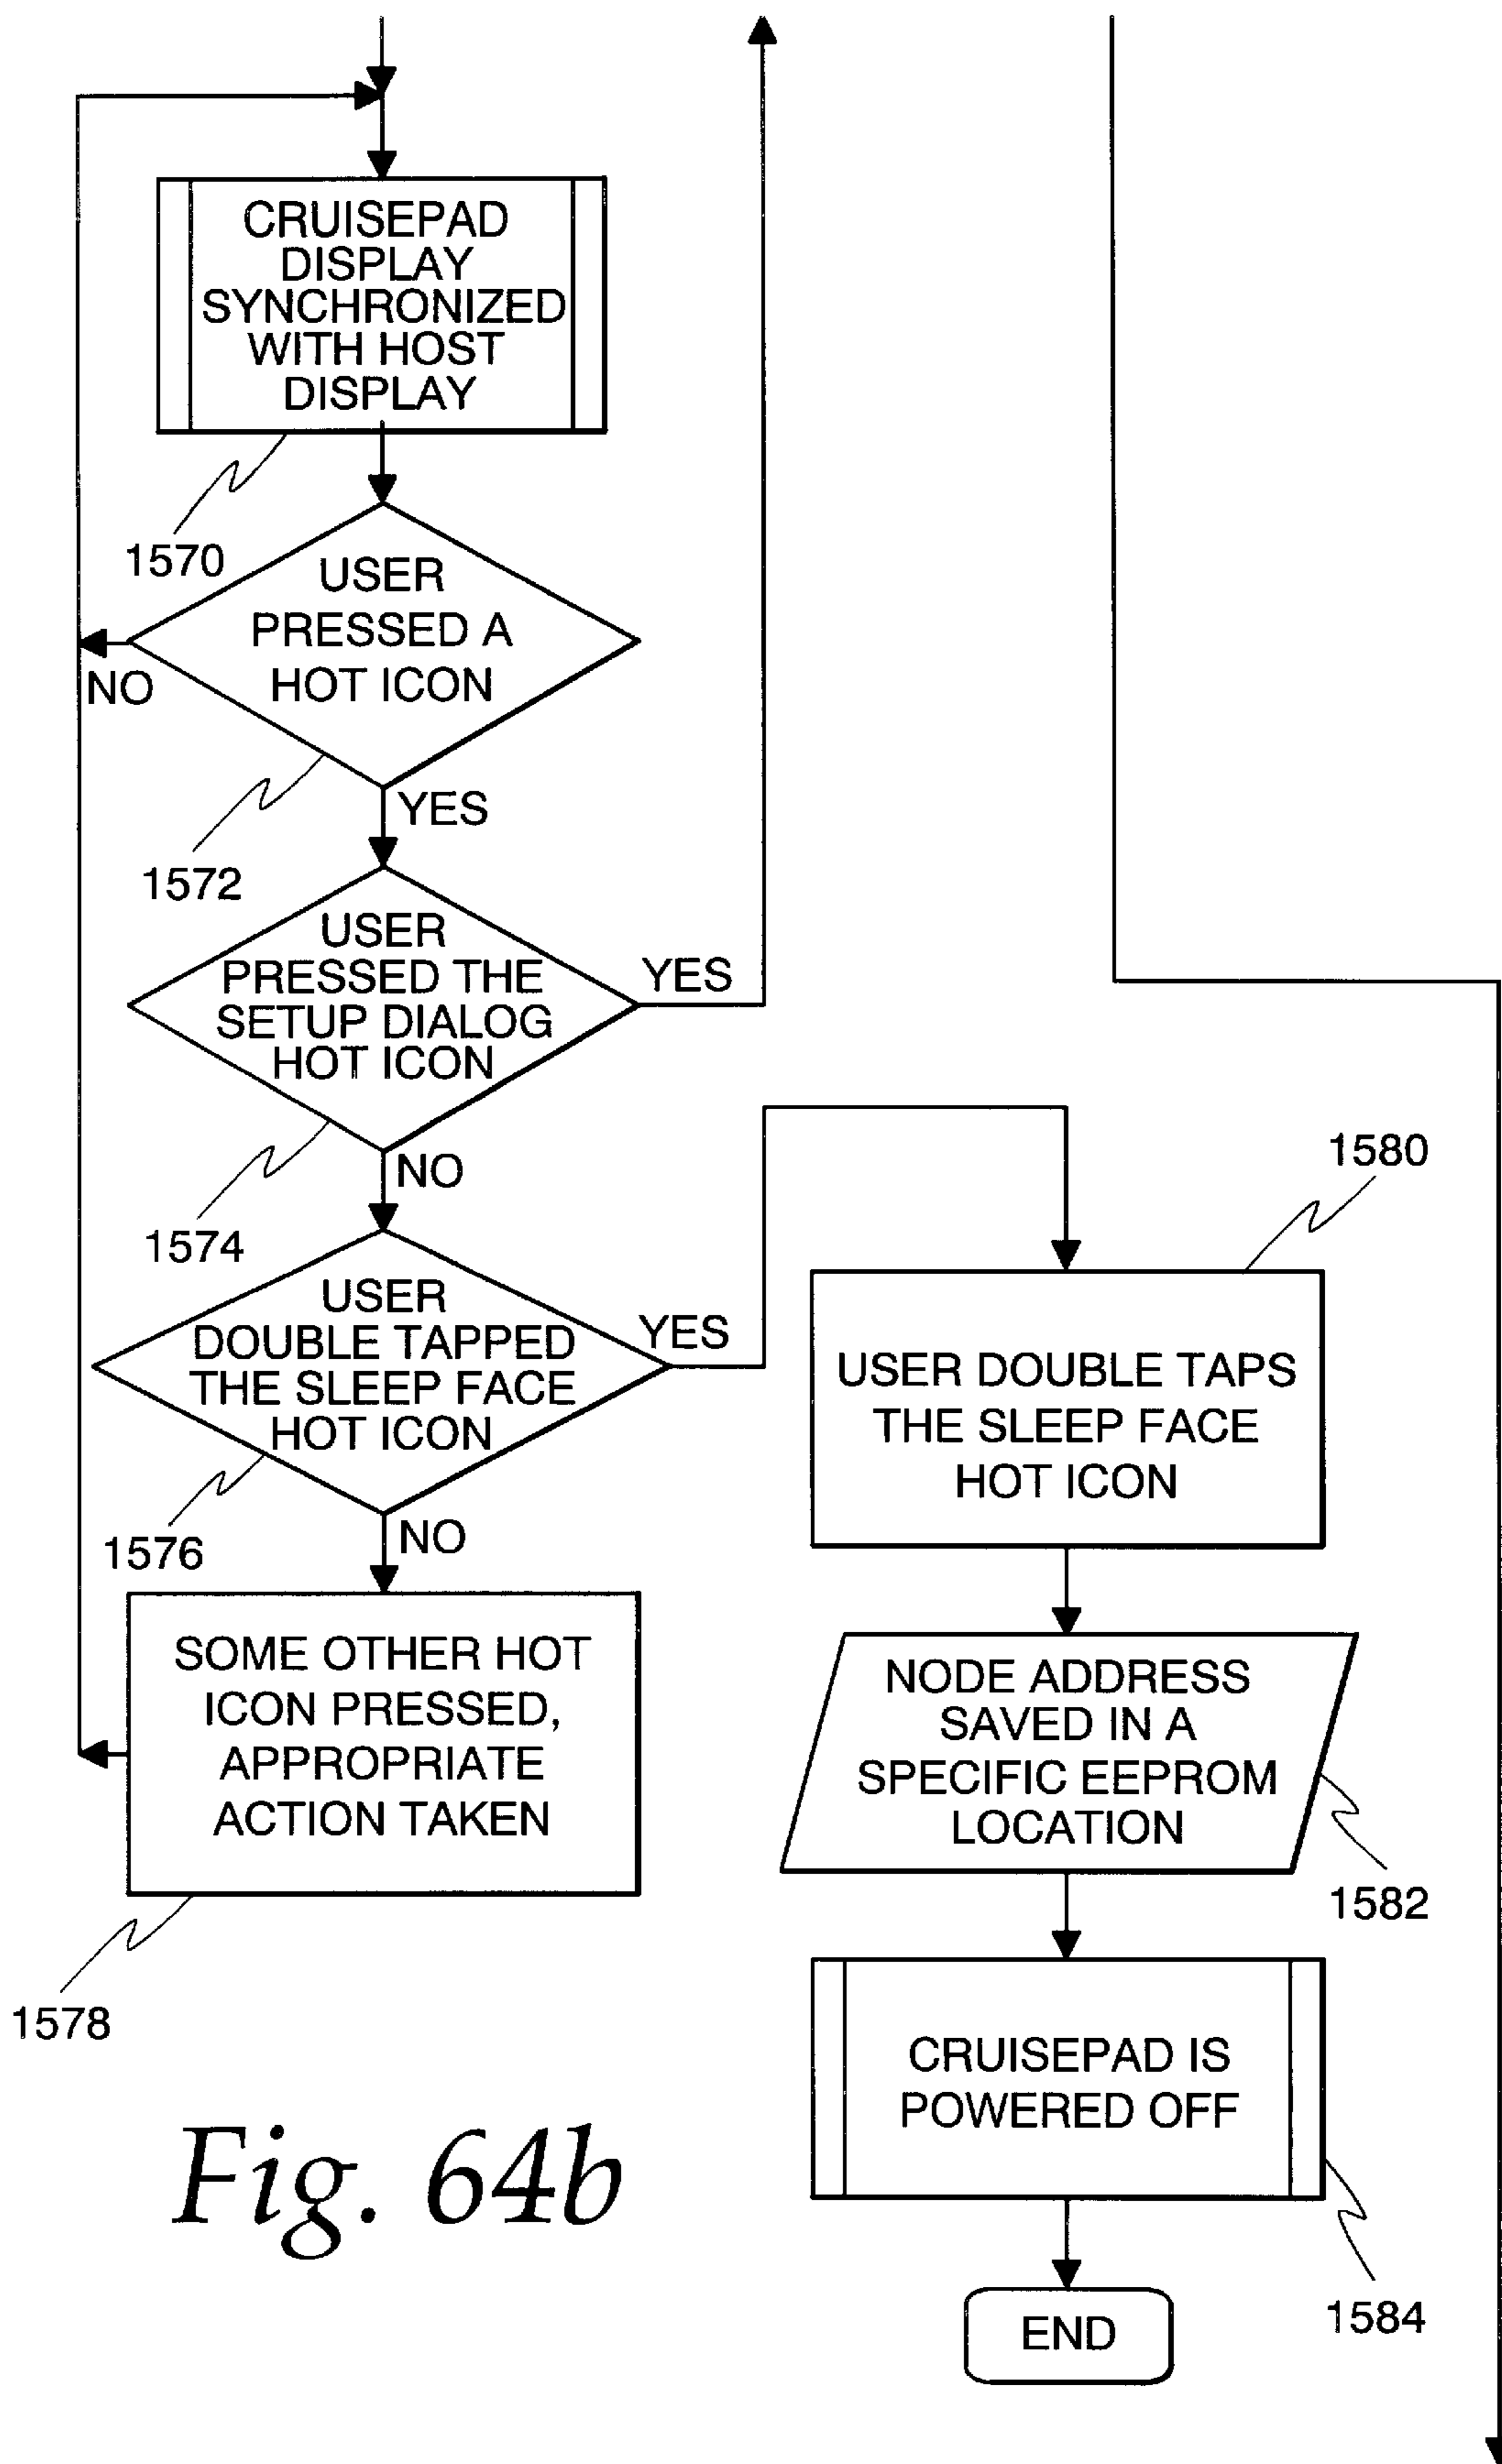 CRUISEPAD
DISPLAY
SYNCHRONIZED
WITH HOST
DISPLAY
1570
USER
PRESSED A
HOT ICON
NO
YES
1572
USER
PRESSED THE
SETUP DIALOG
HOT ICON
YES
NO
1574
USER
DOUBLE TAPPED
THE SLEEP FACE
HOT ICON
YES
NO
1576
SOME OTHER HOT
ICON PRESSED,
APPROPRIATE
ACTION TAKEN
1578
1580
USER DOUBLE TAPS
THE SLEEP FACE
HOT ICON
NODE ADDRESS
SAVED IN A
SPECIFIC EEPROM
LOCATION
1582
CRUISEPAD IS
POWERED OFF
1584
END
Fig. 64b